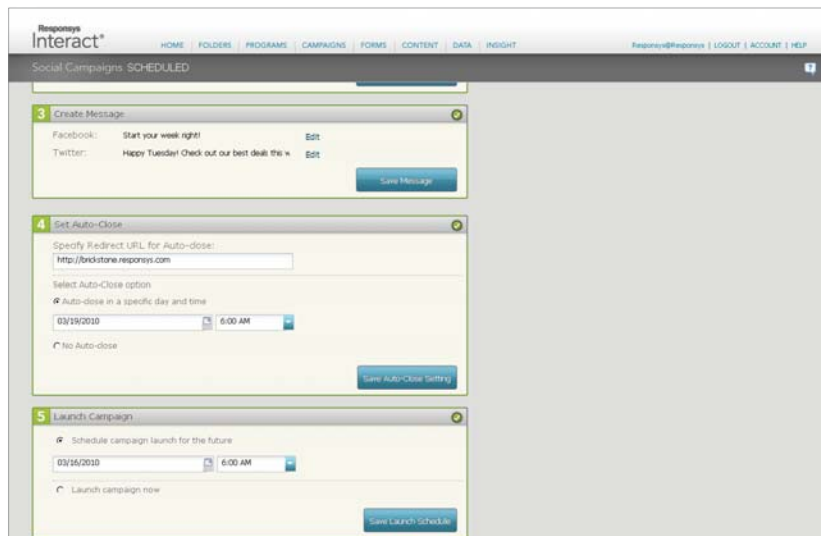 Responsys
Interact®
HOME | FOLDERS | PROGRAMS | CAMPAIGNS | FORMS | CONTENT | DATA | INSIGHT
Responsys@Responsys | LOGOUT | ACCOUNT | HELP
Social Campaigns SCHEDULED
?
3 Create Message
Facebook: Start your week right! Edit
Twitter: Happy Tuesday! Check out our best deals this w Edit
Save Message
4 Set Auto-Close
Specify Redirect URL for Auto-close:
http://brickstone.responsys.com
Select Auto-Close option
Auto-close in a specific day and time
03/19/2010 6:00 AM
No Auto-close
Save Auto-Close Setting
5 Launch Campaign
Schedule campaign launch for the future
03/16/2010 6:00 AM
Launch campaign now
Save Launch Schedule